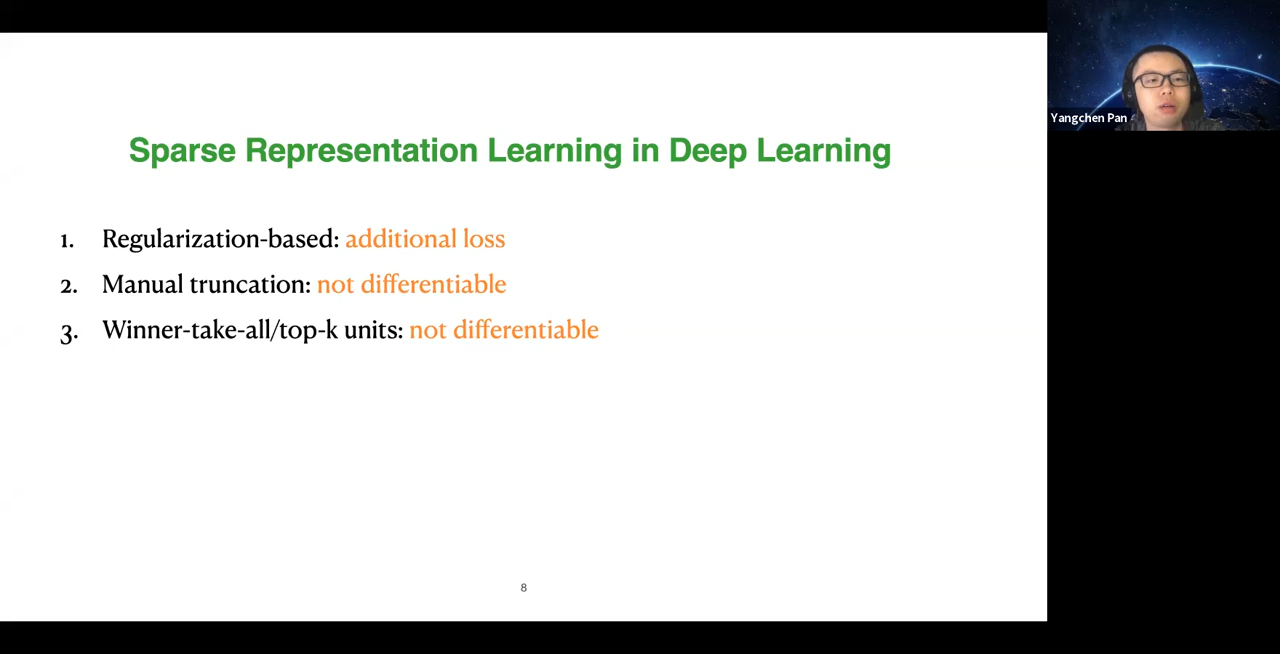 Sparse Representation Learning in Deep Learning
1. Regularization-based: additional loss
2. Manual truncation: not differentiable
3. Winner-take-all/top-k units: not differentiable
8
Yangchen Pan